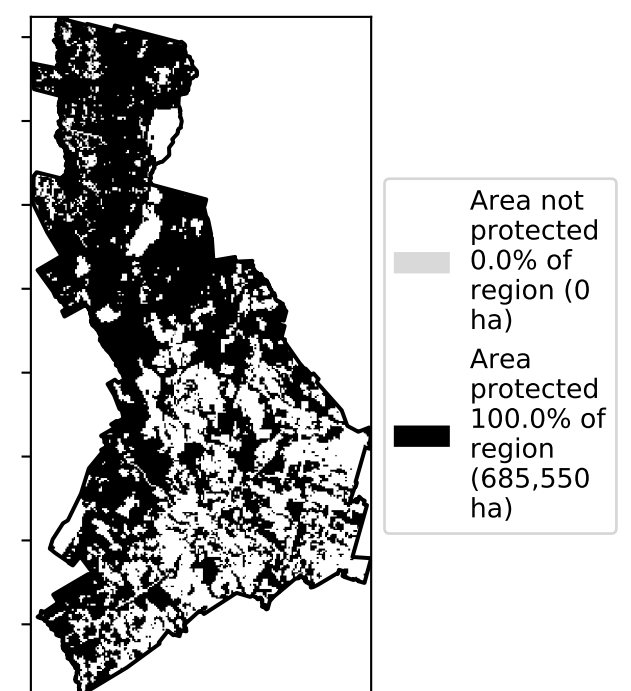 Area not
protected
0.0% of
region (0
ha)
Area
protected
100.0% of
region
(685,550
ha)